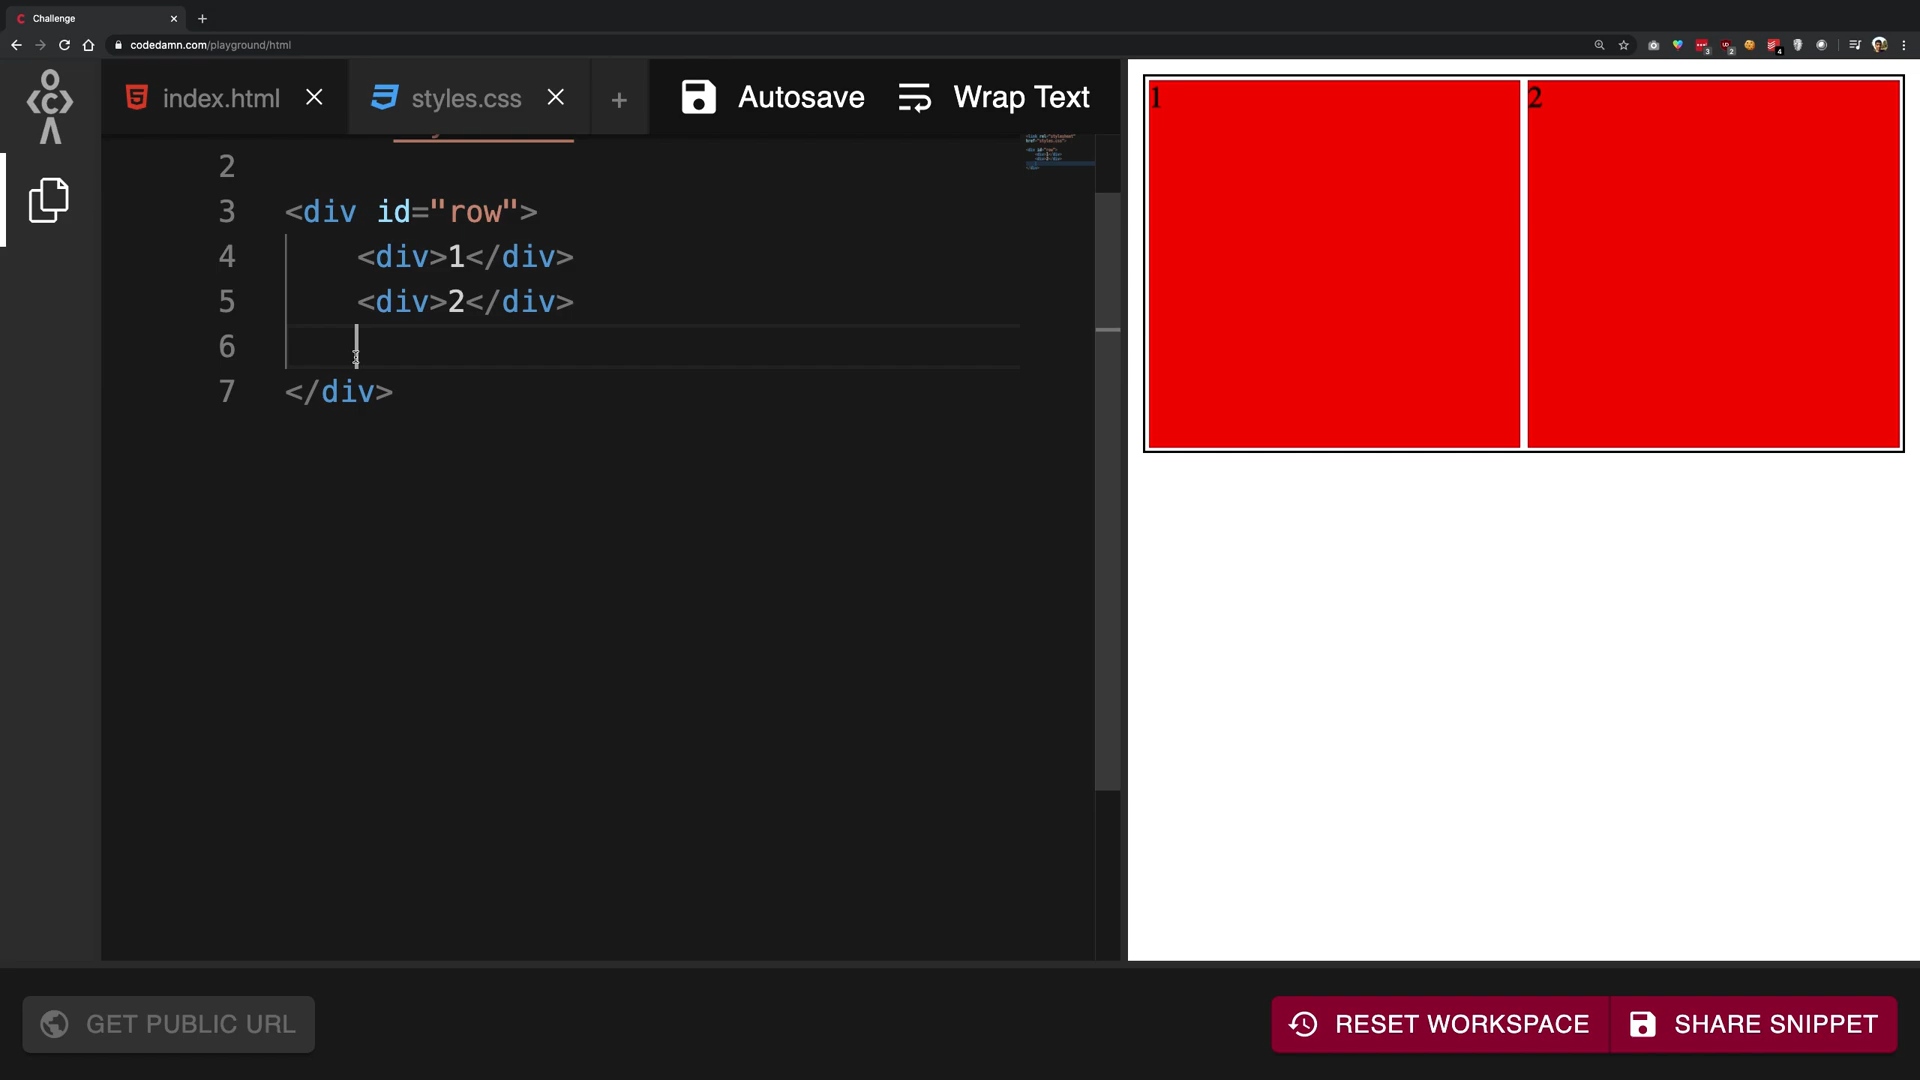 Challenge
codedamn.com/playground/html
index.html
styles.css
Autosave
Wrap Text
2
3 <div id="row">
4 <div>1</div>
5 <div>2</div>
6
7 </div>
1
2
GET PUBLIC URL
RESET WORKSPACE
SHARE SNIPPET